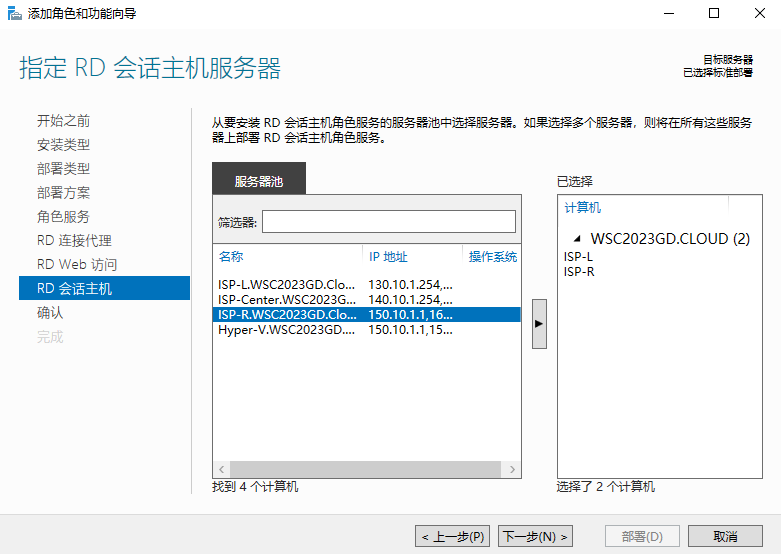 添加角色和功能向导
指定 RD 会话主机服务器
目标服务器
已选择标准部署
开始之前
安装类型
部署类型
部署方案
角色服务
RD 连接代理
RD Web 访问
RD 会话主机
确认
完成
从要安装 RD 会话主机角色服务的服务器池中选择服务器。如果选择多个服务器，则将在所有这些服务
器上部署 RD 会话主机角色服务。
服务器池
筛选器:
名称 IP 地址 操作系统
ISP-L.WSC2023GD.Clo... 130.10.1.254,...
ISP-Center.WSC2023G... 140.10.1.254,...
ISP-R.WSC2023GD.Clo... 150.10.1.1,16...
Hyper-V.WSC2023GD.... 150.10.1.1,15...
找到 4 个计算机
已选择
计算机
WSC2023GD.CLOUD (2)
ISP-L
ISP-R
选择了 2 个计算机
< 上一步(P) 下一步(N) > 部署(D) 取消